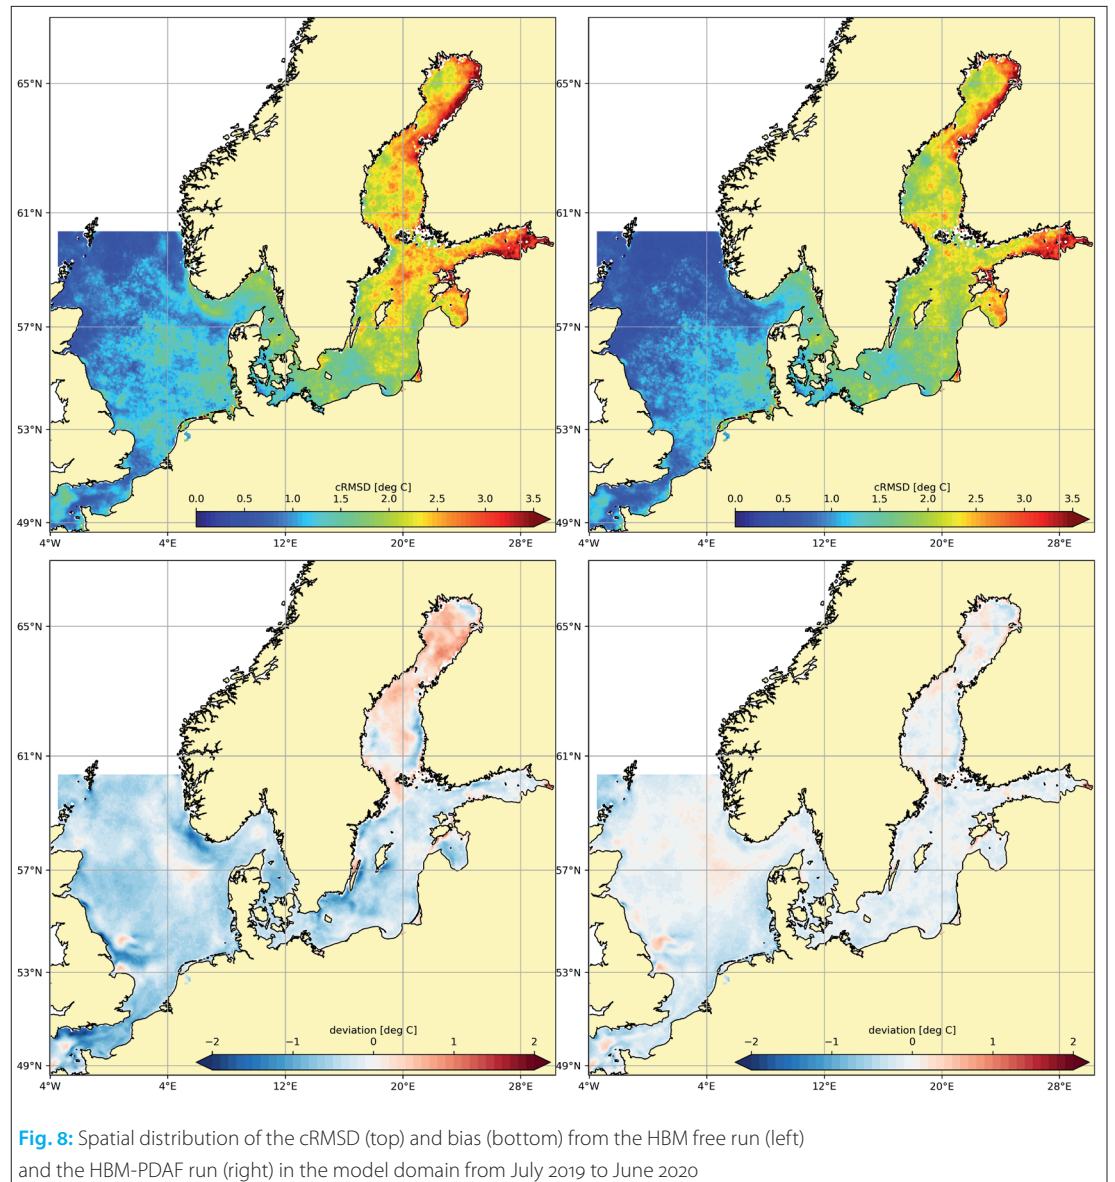 65°N
61°N
57°N
53°N
49°N
cRMSD [deg C]
0.0 0.5 1.0 1.5 2.0 2.5 3.0 3.5
4°W 4°E 12°E 20°E 28°E
65°N
61°N
57°N
53°N
49°N
cRMSD [deg C]
0.0 0.5 1.0 1.5 2.0 2.5 3.0 3.5
4°W 4°E 12°E 20°E 28°E
65°N
61°N
57°N
53°N
49°N
deviation [deg C]
−2 −1 0 1 2
4°W 4°E 12°E 20°E 28°E
65°N
61°N
57°N
53°N
49°N
deviation [deg C]
−2 −1 0 1 2
4°W 4°E 12°E 20°E 28°E
Fig. 8: Spatial distribution of the cRMSD (top) and bias (bottom) from the HBM free run (left)
and the HBM-PDAF run (right) in the model domain from July 2019 to June 2020